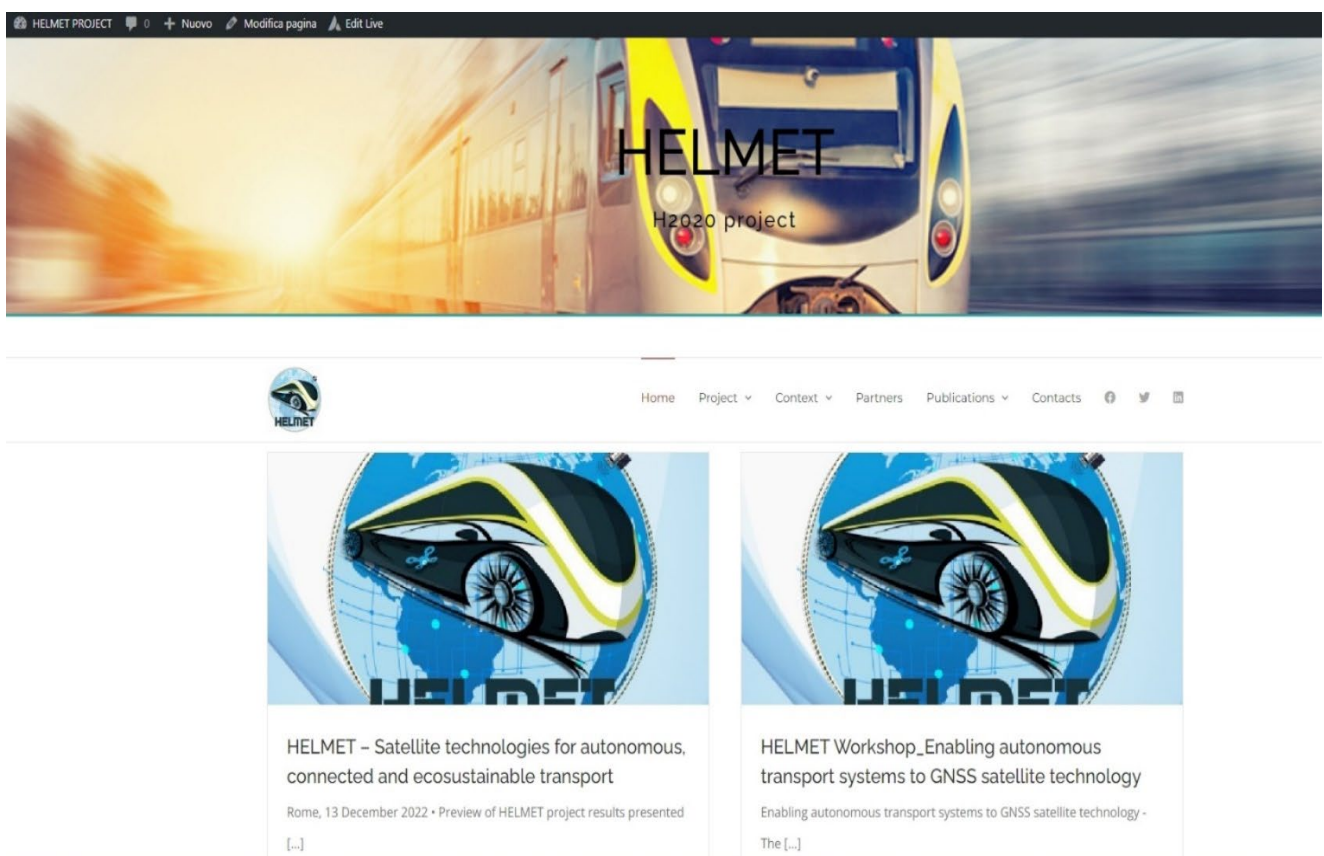 HELMET PROJECT 0 + Nuovo Modifica pagina Edit Live
HELMET
H2020 project
HELMET
Home Project Context Partners Publications Contacts
HELMET
HELMET
HELMET – Satellite technologies for autonomous,
connected and ecosustainable transport
Rome, 13 December 2022 • Preview of HELMET project results presented
[...]
HELMET Workshop_Enabling autonomous
transport systems to GNSS satellite technology
Enabling autonomous transport systems to GNSS satellite technology -
The [...]